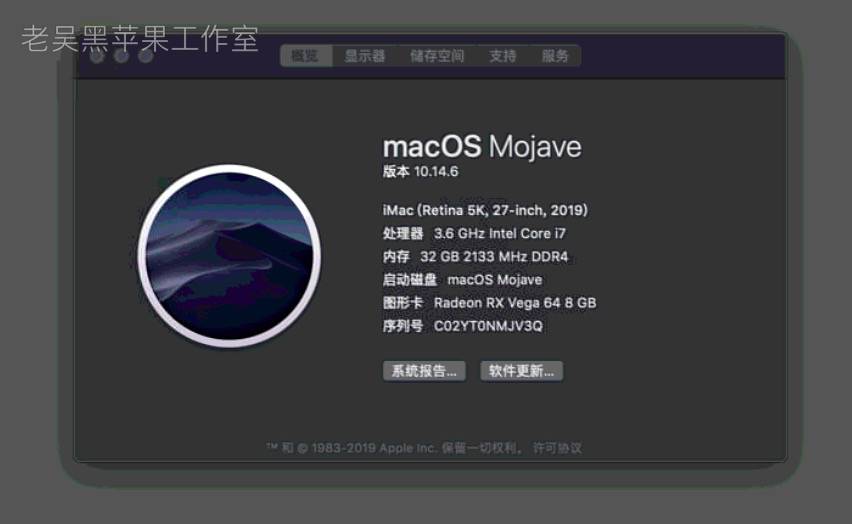 老吴黑苹果工作室
概览 显示器 储存空间 支持 服务
macOS Mojave
版本 10.14.6
iMac (Retina 5K, 27-inch, 2019)
处理器 3.6 GHz Intel Core i7
内存 32 GB 2133 MHz DDR4
启动磁盘 macOS Mojave
图形卡 Radeon RX Vega 64 8 GB
序列号 C02YT0NMJV3Q
系统报告... 软件更新...
™ 和 © 1983-2019 Apple Inc. 保留一切权利。 许可协议